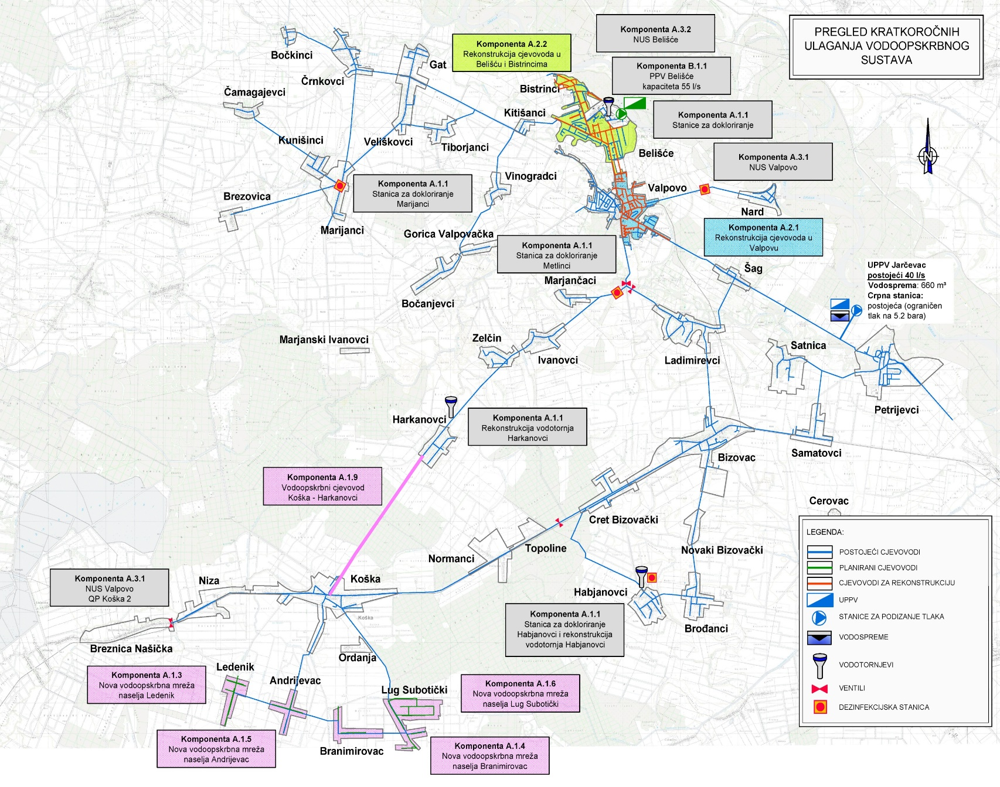 PREGLED KRATKOROČNIH
ULAGANJA VODOOPSKRBNOG
SUSTAVA
Komponenta A.3.2
NUS Belišće
Komponenta A.2.2
Rekonstrukcija cjevovoda u
Belišću i Bistrincima
Komponenta B.1.1
PPV Belišće
kapaciteta 55 l/s
Bočkinci
Gat
Črnkovci
Bistrinci
Čamagajevci
Kitišanci
Komponenta A.1.1
Stanice za dokloriranje
Kunišinci
Veliškovci
Tiborjanci
Belišće
Komponenta A.3.1
NUS Valpovo
Vinogradci
Komponenta A.1.1
Stanica za dokloriranje
Marijanci
Valpovo
Brezovica
Nard
Marijanci
Gorica Valpovačka
Komponenta A.2.1
Rekonstrukcija cjevovoda u
Valpovu
Komponenta A.1.1
Stanica za dokloriranje
Metlinci
Šag
UPPV Jarčevac
postojeći 40 l/s
Vodosprema: 660 m³
Crpna stanica:
postojeća (ograničen
tlak na 5.2 bara)
Marjančaci
Bočanjevci
Zelčin
Marjanski Ivanovci
Satnica
Ivanovci
Ladimirevci
Petrijevci
Harkanovci
Komponenta A.1.1
Rekonstrukcija vodotornja
Harkanovci
Samatovci
Bizovac
Komponenta A.1.9
Vodoopskrbni cjevovod
Koška - Harkanovci
Cerovac
Cret Bizovački
Topoline
Novaki Bizovački
Normanci
Komponenta A.3.1
NUS Valpovo
QP Koška 2
Niza
Koška
Koška
Habjanovci
Komponenta A.1.1
Stanica za dokloriranje
Habjanovci i rekonstrukcija
vodotornja Habjanovci
Brođanci
Breznica Našička
Ordanja
Ledenik
Komponenta A.1.3
Nova vodoopskrbna mreža
naselja Ledenik
Andrijevac
Lug Subotički
Komponenta A.1.6
Nova vodoopskrbna mreža
naselja Lug Subotički
Komponenta A.1.5
Nova vodoopskrbna mreža
naselja Andrijevac
Branimirovac
Komponenta A.1.4
Nova vodoopskrbna mreža
naselja Branimirovac
LEGENDA:
POSTOJEĆI CJEVOVODI
PLANIRANI CJEVOVODI
CJEVOVODI ZA REKONSTRUKCIJU
UPPV
STANICE ZA PODIZANJE TLAKA
VODOSPREME
VODOTORNJEVI
VENTILI
DEZINFEKCIJSKA STANICA
N